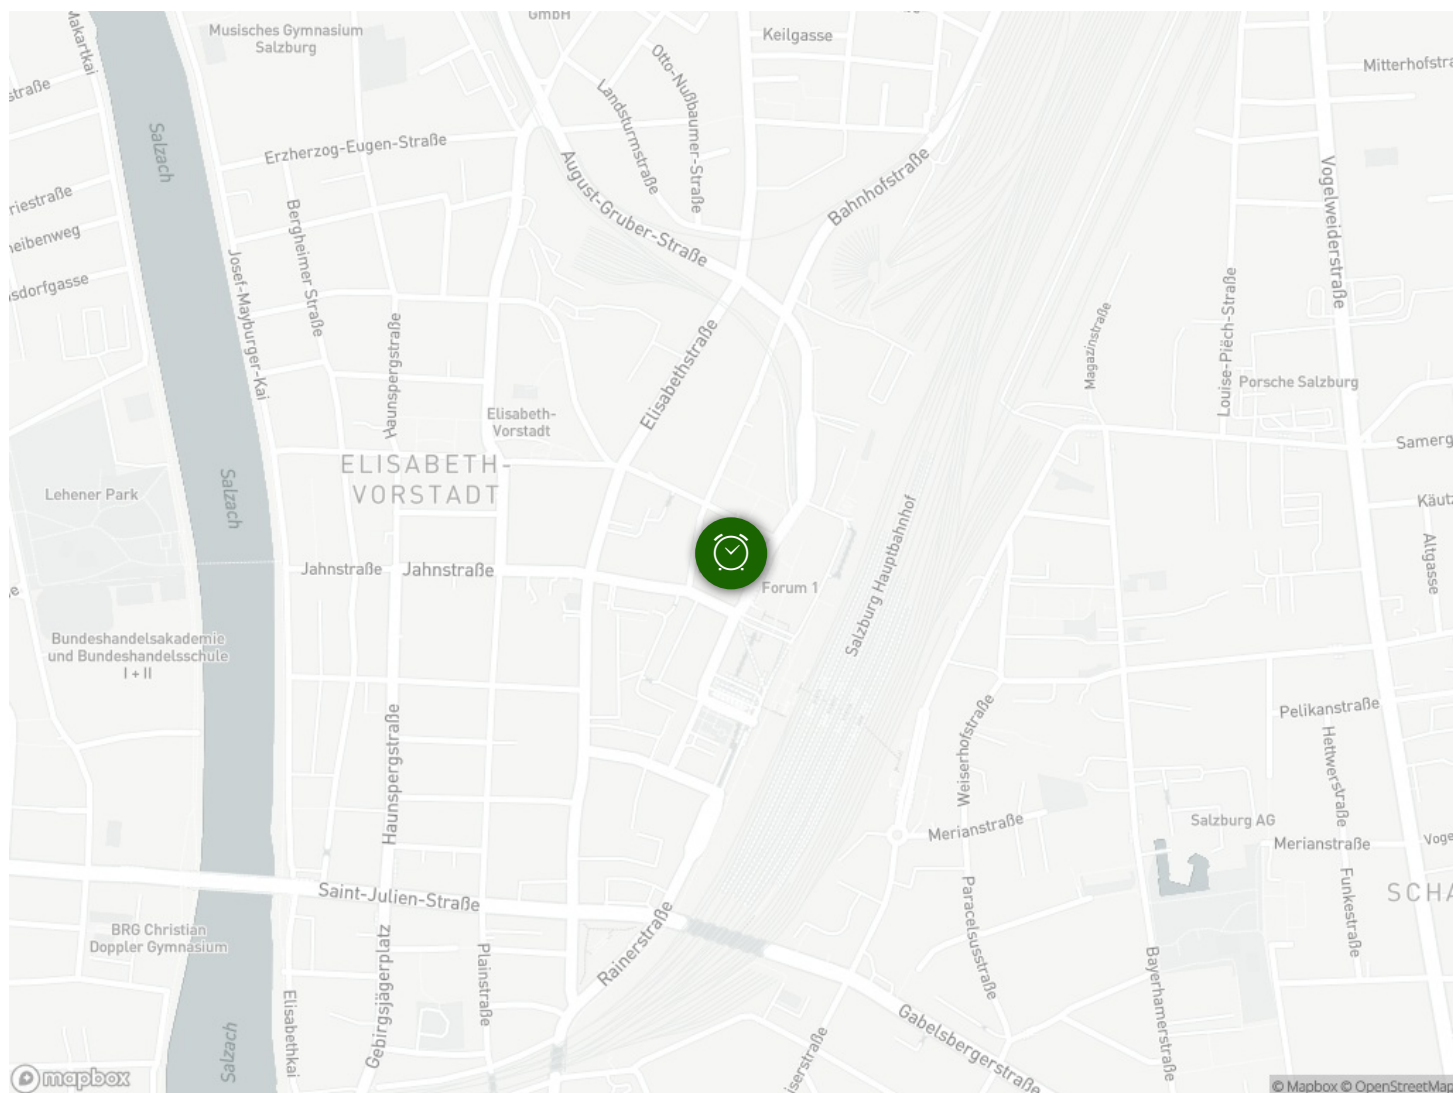 Musisches Gymnasium
Salzburg
GmbH
Keilgasse
Mitterhofstra
Makartkai
straße
Otto-Nußbaumer-Straße
Landsturmstraße
Salzach
Erzherzog-Eugen-Straße
August-Gruber-Straße
Bahnhofstraße
Vogelweiderstraße
riestraße
eibenweg
sdorfgasse
Bergheimer Straße
Josef-Mayburger-Kai
Haunspergstraße
Elisabethstraße
Magazinstraße
Louise-Piëch-Straße
Porsche Salzburg
Elisabeth-
Vorstadt
Samerg
ELISABETH-
VORSTADT
Lehener Park
Salzach
Käutz
Altgasse
Salzburg Hauptbahnhof
Jahnstraße
Jahnstraße
Forum 1
e
Bundeshandelsakademie
und Bundeshandelsschule
I + II
Haunspergstraße
Weiserhofstraße
Pelikanstraße
Hettwerstraße
Merianstraße
Salzburg AG
Merianstraße
Voge
Saint-Julien-Straße
Funkestraße
SCHA
BRG Christian
Doppler Gymnasium
Rainerstraße
Paracelsusstraße
Gebirgsjägerplatz
Plainstraße
Bayerhamerstraße
Salzach
Elisabethkai
iserstraße
Gabelsbergerstraße
mapbox
© Mapbox © OpenStreetMap